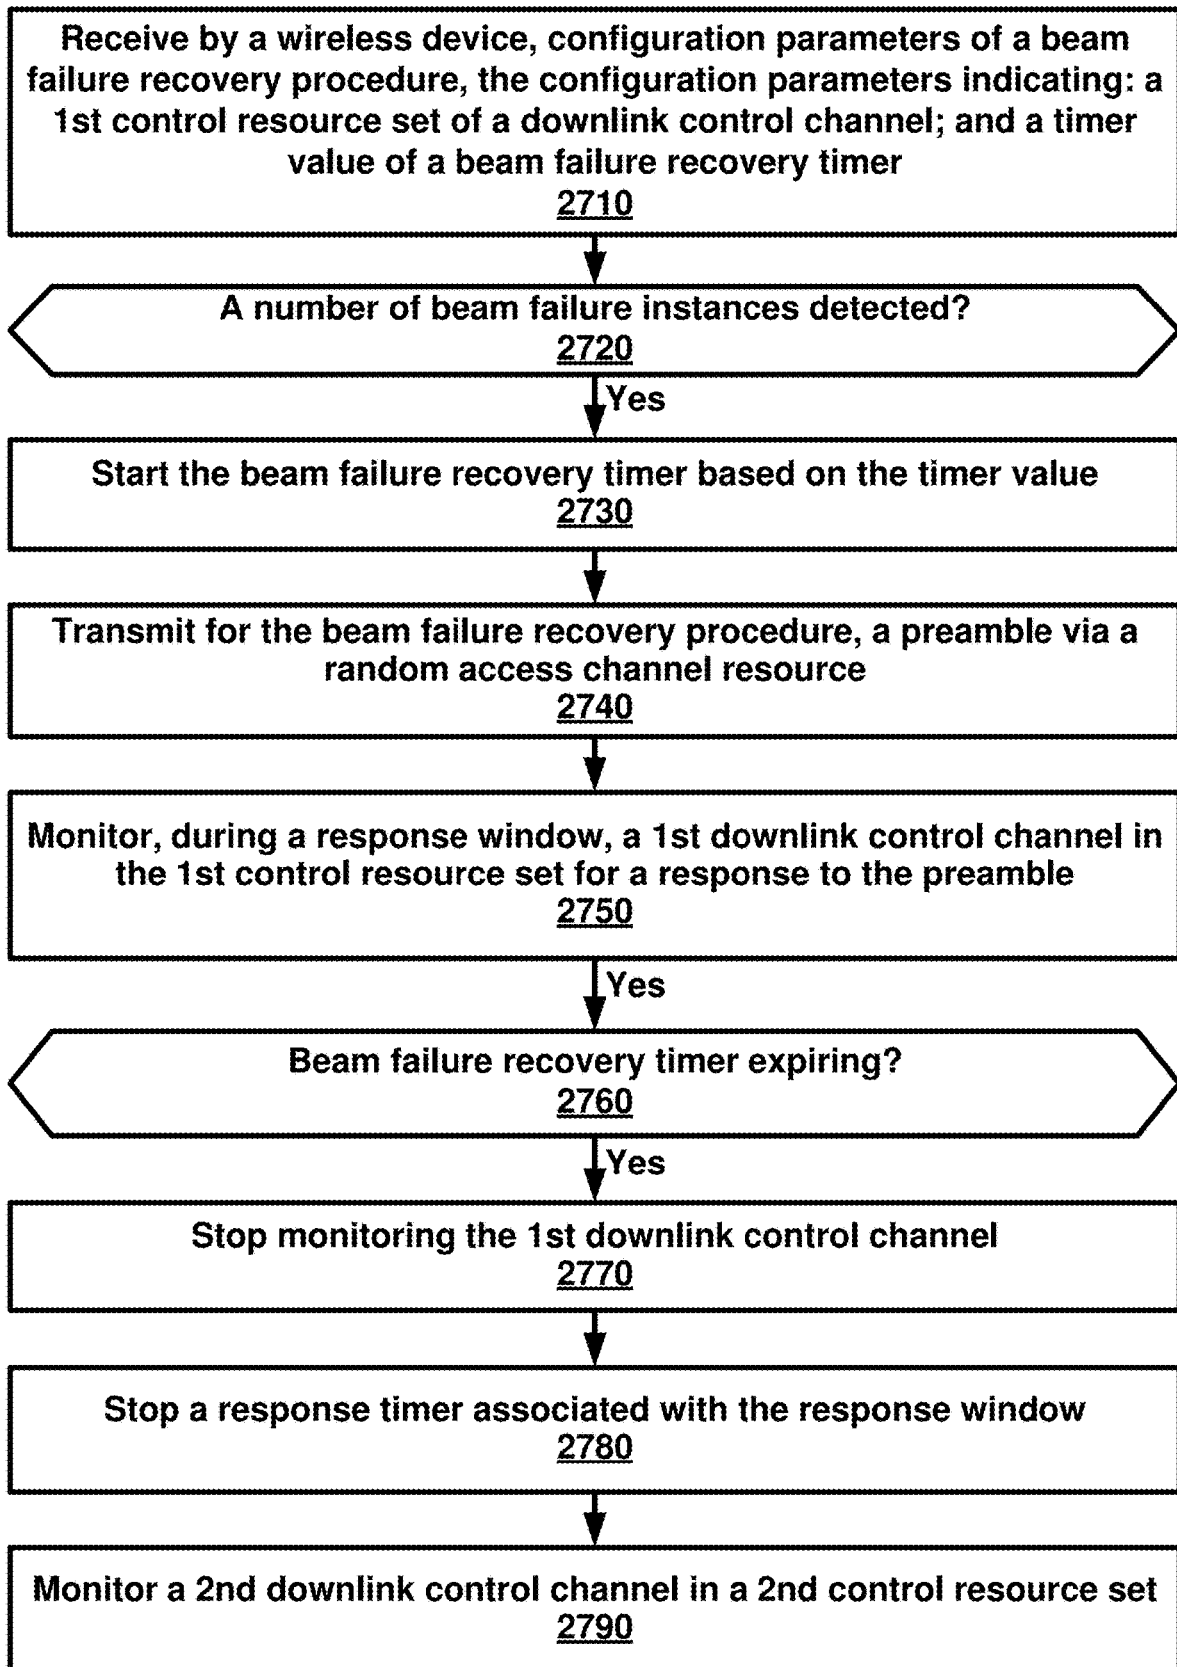 Receive by a wireless device, configuration parameters of a beam
failure recovery procedure, the configuration parameters indicating: a
1st control resource set of a downlink control channel; and a timer
value of a beam failure recovery timer
2710
A number of beam failure instances detected?
2720
Yes
Start the beam failure recovery timer based on the timer value
2730
Transmit for the beam failure recovery procedure, a preamble via a
random access channel resource
2740
Monitor, during a response window, a 1st downlink control channel in
the 1st control resource set for a response to the preamble
2750
Yes
Beam failure recovery timer expiring?
2760
Yes
Stop monitoring the 1st downlink control channel
2770
Stop a response timer associated with the response window
2780
Monitor a 2nd downlink control channel in a 2nd control resource set
2790